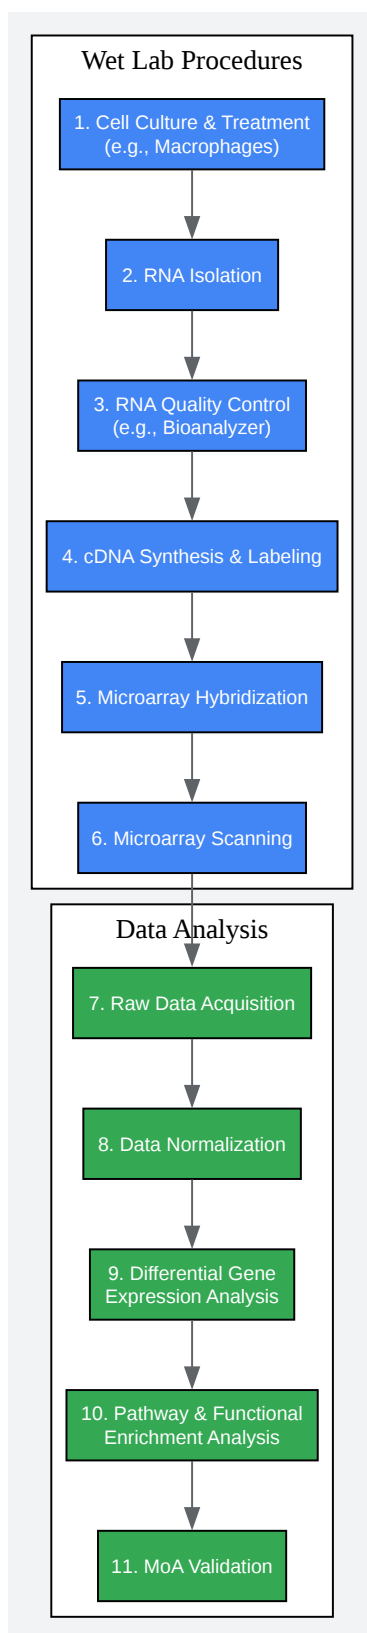 Wet Lab Procedures
1. Cell Culture & Treatment
(e.g., Macrophages)
2. RNA Isolation
3. RNA Quality Control
(e.g., Bioanalyzer)
4. cDNA Synthesis & Labeling
5. Microarray Hybridization
6. Microarray Scanning
Data Analysis
7. Raw Data Acquisition
8. Data Normalization
9. Differential Gene
Expression Analysis
10. Pathway & Functional
Enrichment Analysis
11. MoA Validation